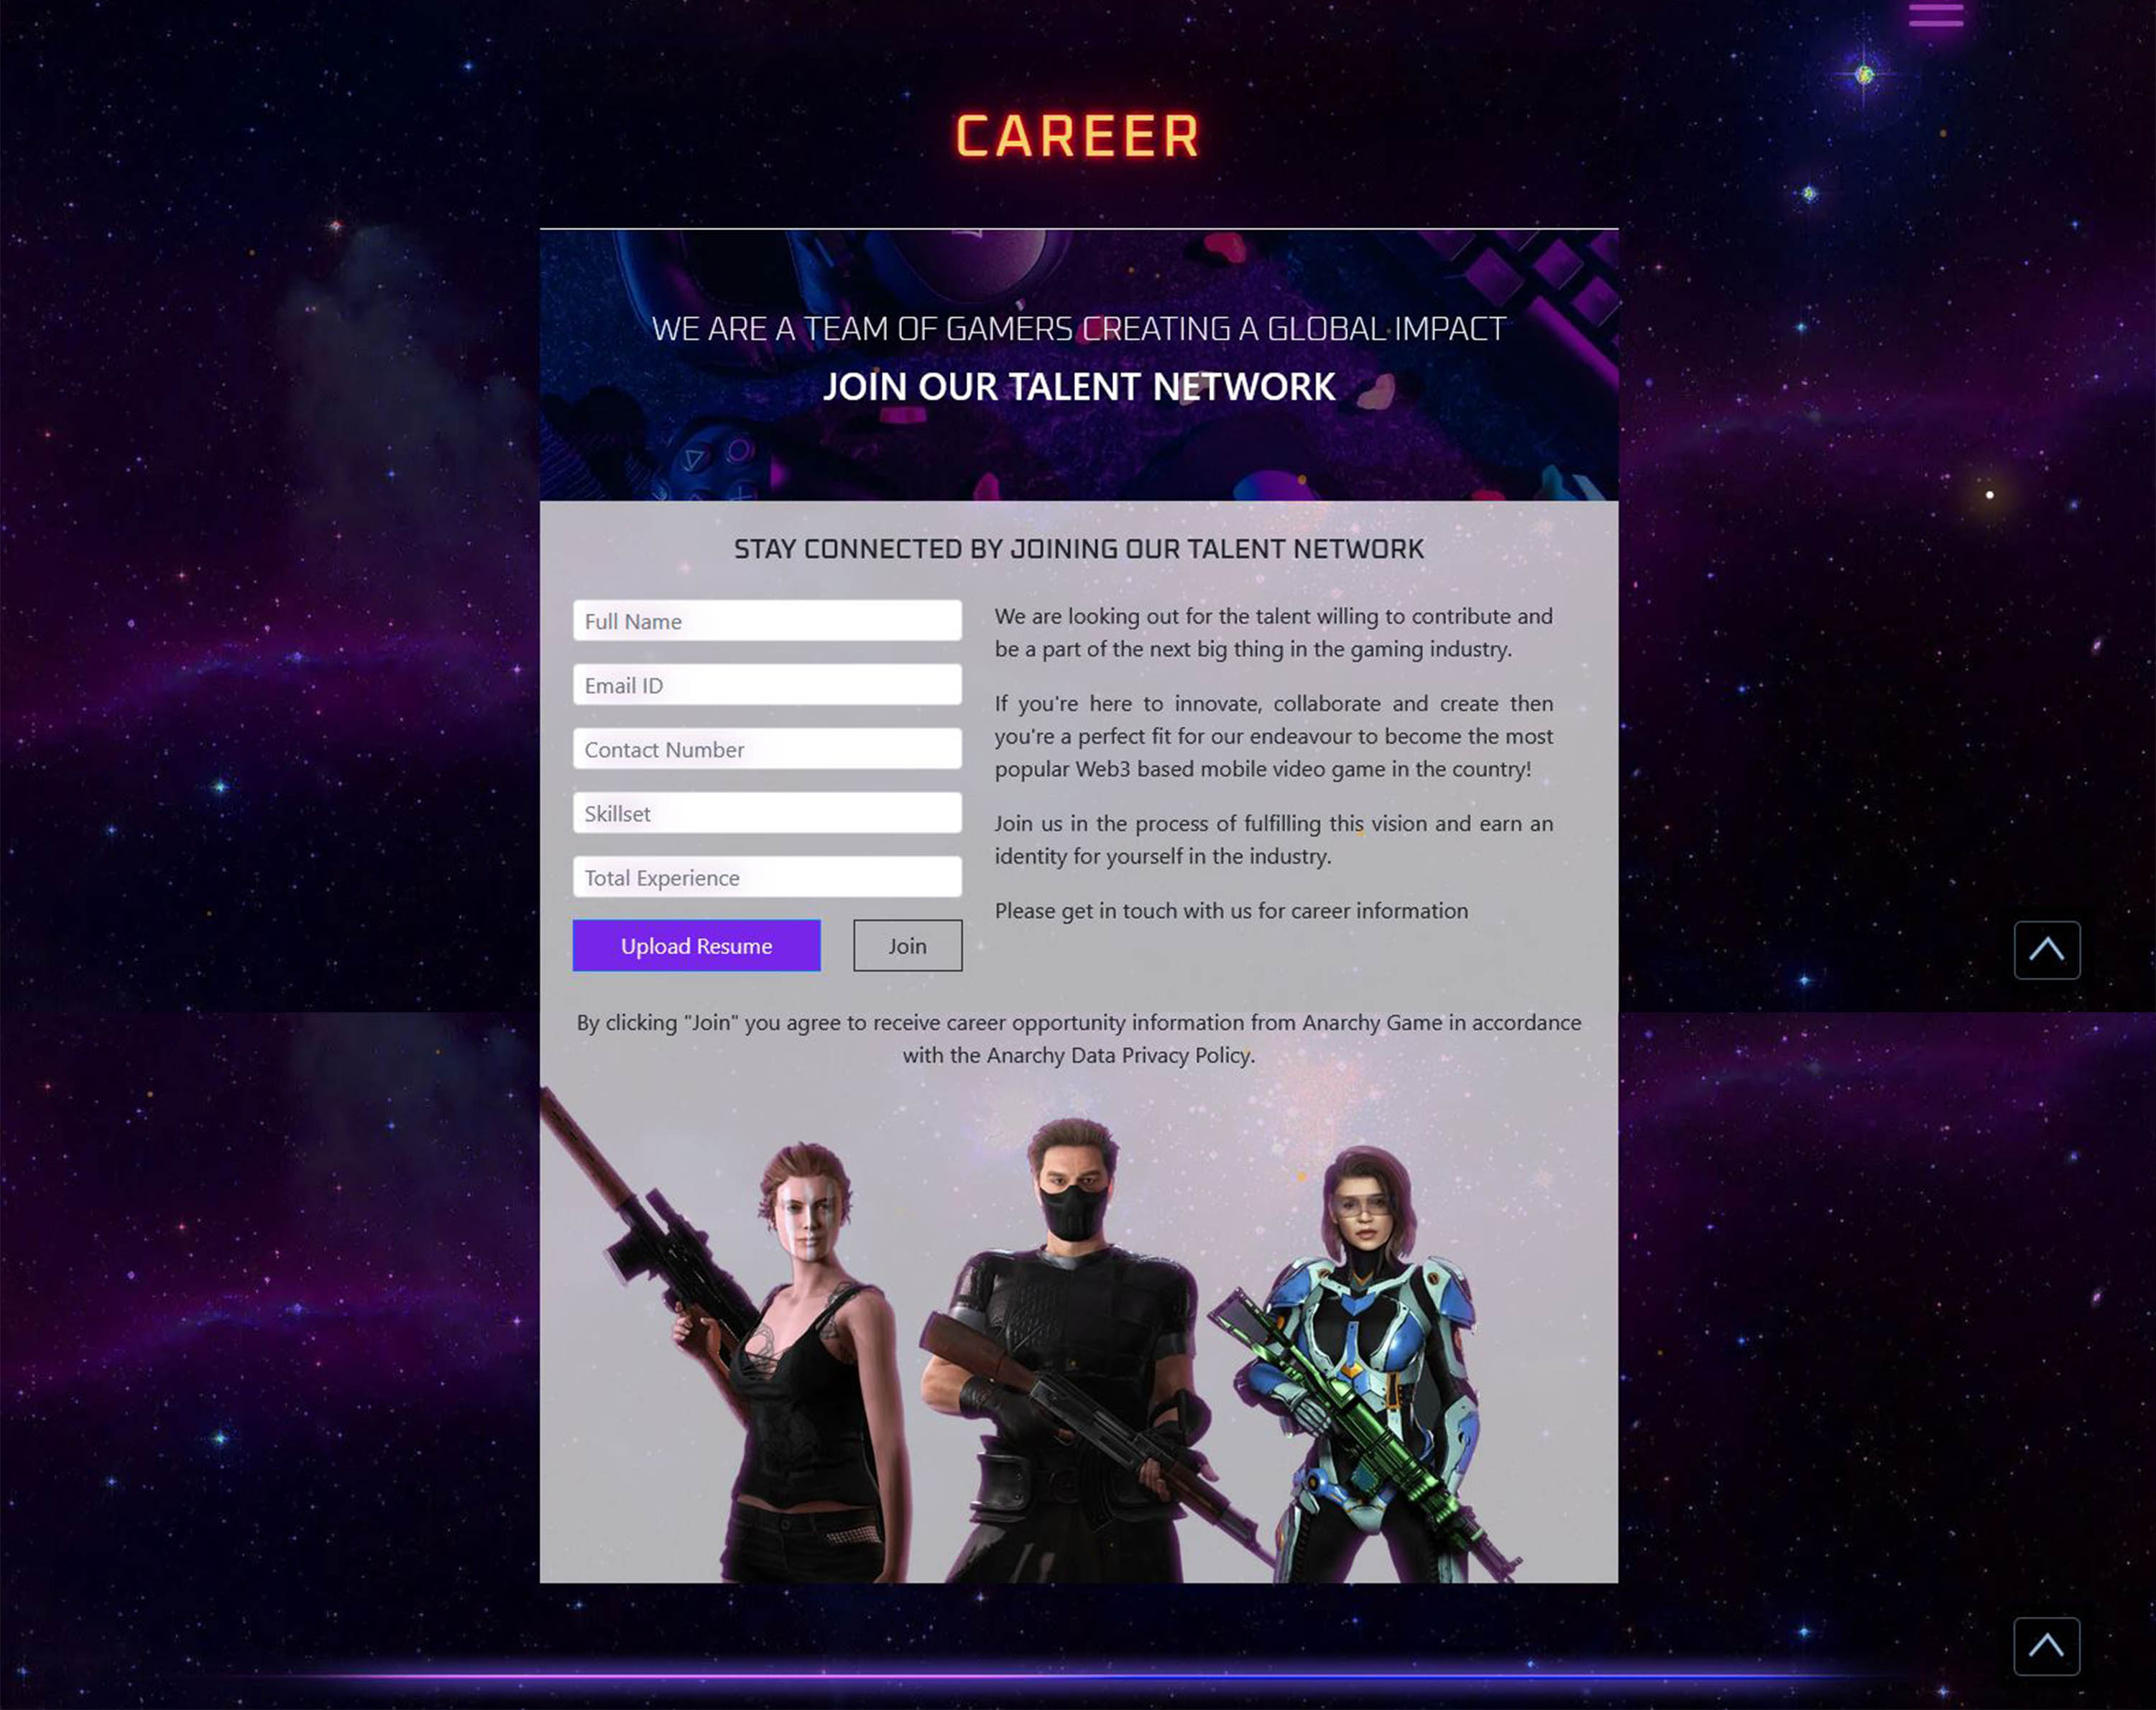 CAREER
WE ARE A TEAM OF GAMERS CREATING A GLOBAL IMPACT
JOIN OUR TALENT NETWORK
STAY CONNECTED BY JOINING OUR TALENT NETWORK
Full Name
Email ID
Contact Number
Skillset
Total Experience
Upload Resume
Join
We are looking out for the talent willing to contribute and
be a part of the next big thing in the gaming industry.
If you're here to innovate, collaborate and create then
you're a perfect fit for our endeavour to become the most
popular Web3 based mobile video game in the country!
Join us in the process of fulfilling this vision and earn an
identity for yourself in the industry.
Please get in touch with us for career information
By clicking "Join" you agree to receive career opportunity information from Anarchy Game in accordance
with the Anarchy Data Privacy Policy.